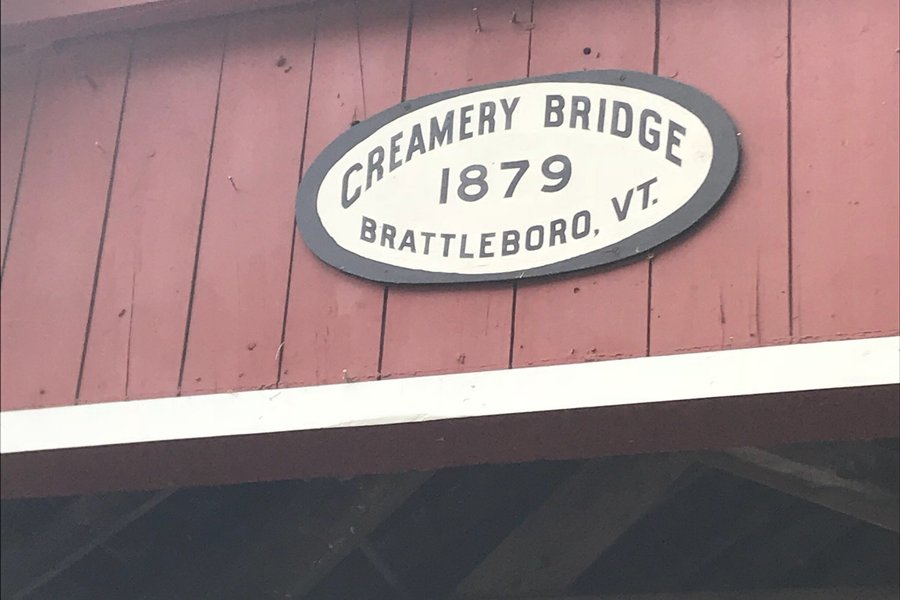 CREAMERY BRIDGE
1879
BRATTLEBORO, VT.